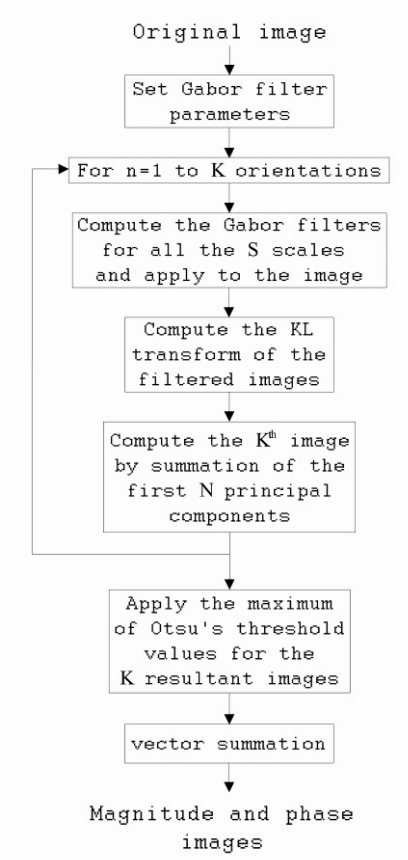 Original image
Set Gabor filter
parameters
For n=1 to K orientations
Compute the Gabor filters
for all the S scales
and apply to the image
Compute the KL
transform of the
filtered images
Compute the Kth image
by summation of the
first N principal
components
Apply the maximum
of Otsu's threshold
values for the
K resultant images
vector summation
Magnitude and phase
images